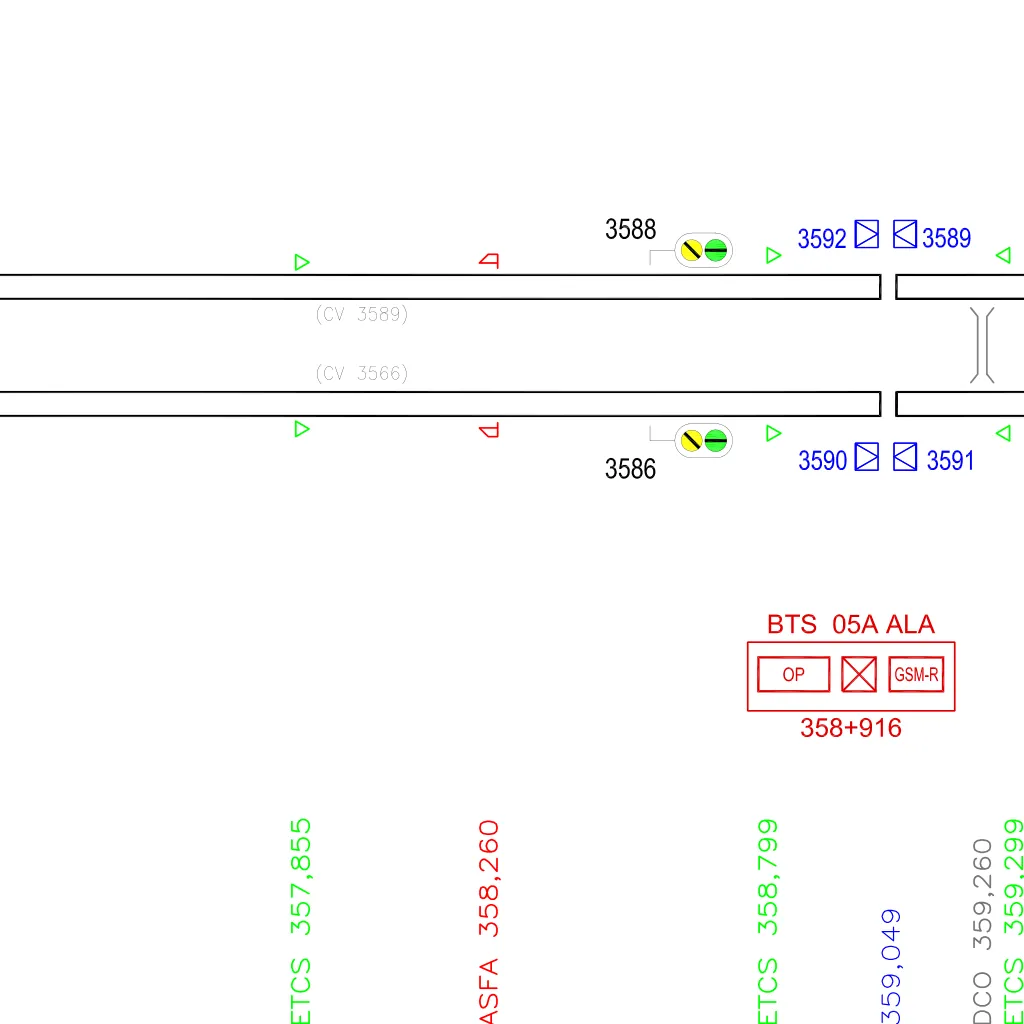 3588
3592
3589
(CV 3589)
(CV 3566)
3586
3590
3591
BTS 05A ALA
OP
GSM-R
358+916
ETCS 357,855
ASFA 358,260
ETCS 358,799
359,049
DCO 359,260
ETCS 359,299